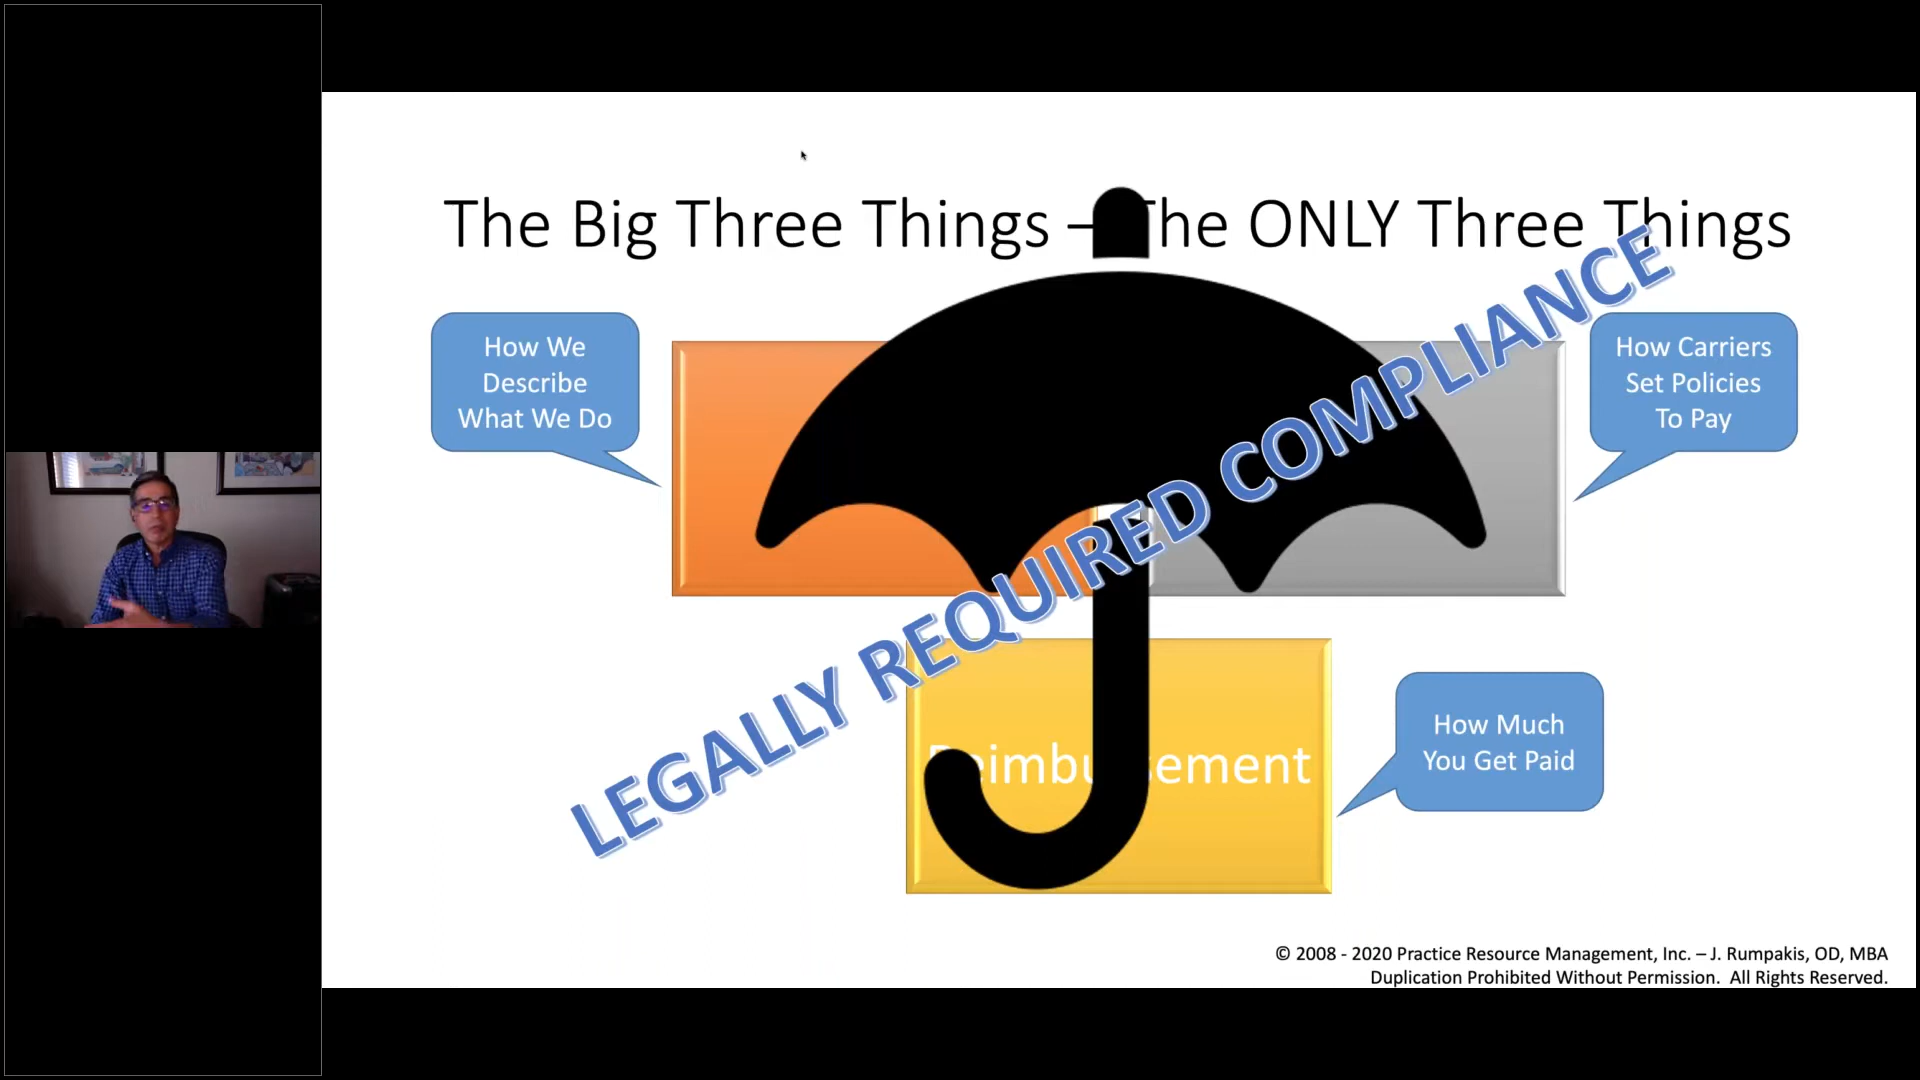 The Big Three Things – The ONLY Three Things
How We
Describe
What We Do
How Carriers
Set Policies
To Pay
LEGALLY REQUIRED COMPLIANCE
Reimbursement
How Much
You Get Paid
© 2008 - 2020 Practice Resource Management, Inc. – J. Rumpakis, OD, MBA
Duplication Prohibited Without Permission. All Rights Reserved.